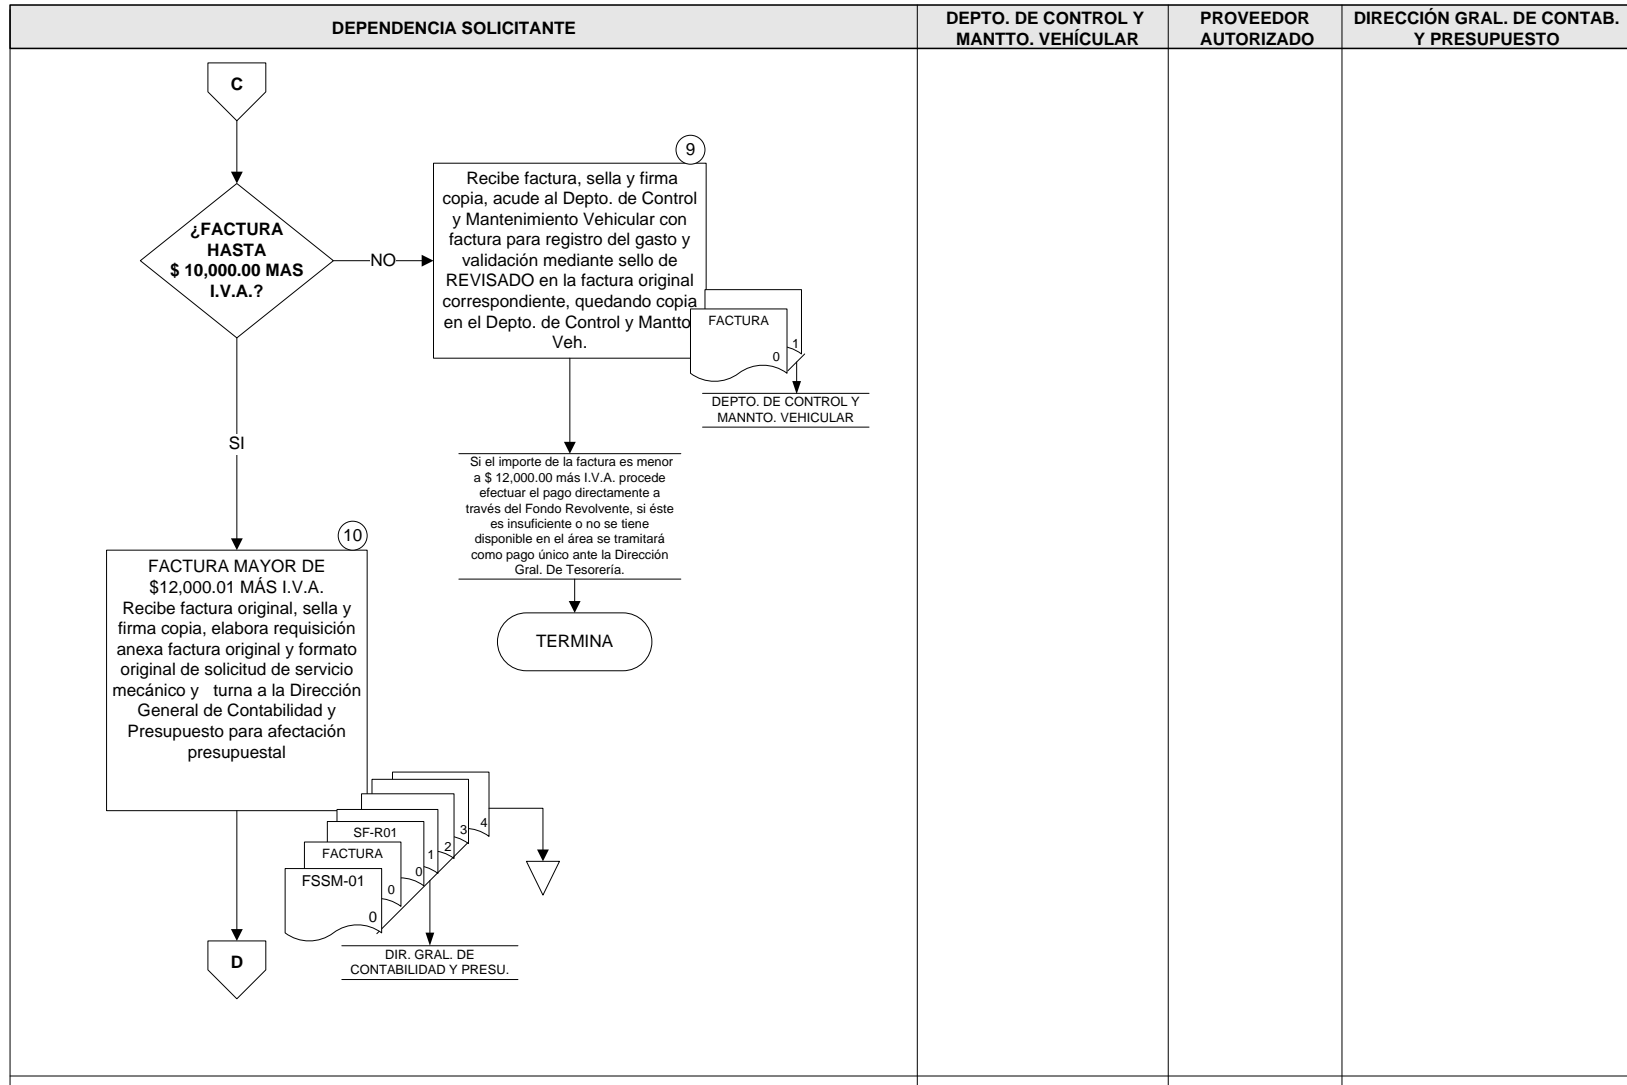 DEPENDENCIA SOLICITANTE
DEPTO. DE CONTROL Y
MANTTO. VEHÍCULAR
PROVEEDOR
AUTORIZADO
DIRECCIÓN GRAL. DE CONTAB.
Y PRESUPUESTO
C
¿FACTURA
HASTA
$ 10,000.00 MAS
I.V.A.?
NO
9
Recibe factura, sella y firma
copia, acude al Depto. de Control
y Mantenimiento Vehicular con
factura para registro del gasto y
validación mediante sello de
REVISADO en la factura original
correspondiente, quedando copia
en el Depto. de Control y Mantto
Veh.
FACTURA
0
1
DEPTO. DE CONTROL Y
MANNTO. VEHICULAR
Si el importe de la factura es menor
a $ 12,000.00 más I.V.A. procede
efectuar el pago directamente a
través del Fondo Revolvente, si éste
es insuficiente o no se tiene
disponible en el área se tramitará
como pago único ante la Dirección
Gral. De Tesorería.
TERMINA
SI
10
FACTURA MAYOR DE
$12,000.01 MÁS I.V.A.
Recibe factura original, sella y
firma copia, elabora requisición
anexa factura original y formato
original de solicitud de servicio
mecánico y turna a la Dirección
General de Contabilidad y
Presupuesto para afectación
presupuestal
SF-R01
FACTURA
FSSM-01
0
0
0
1
2
3
4
DIR. GRAL. DE
CONTABILIDAD Y PRESU.
D